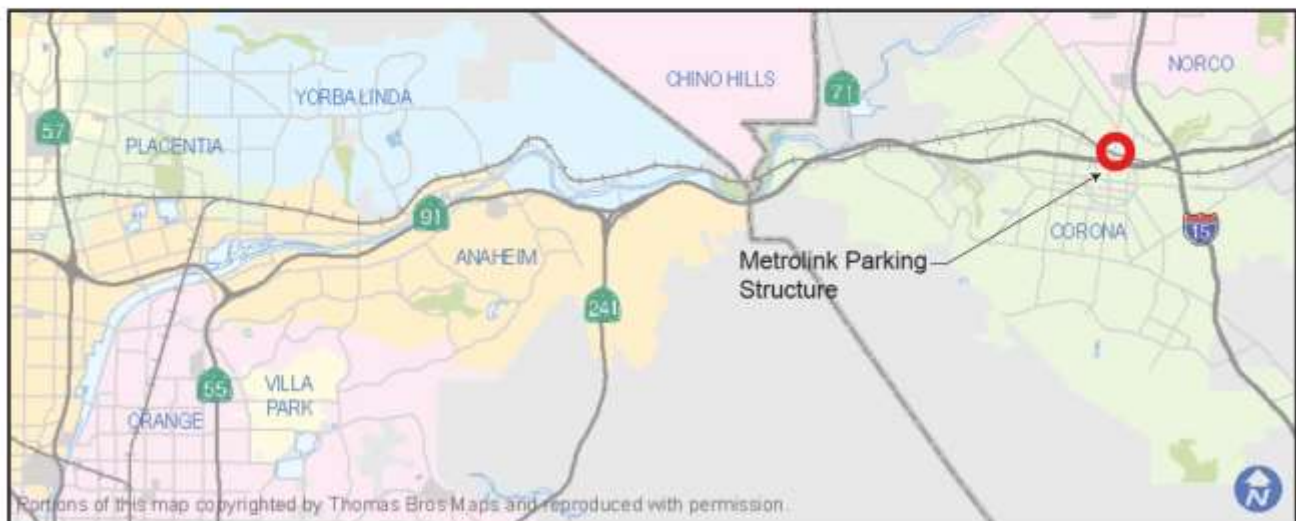 CHINO HILLS
NORCO
71
YORBA LINDA
57
PLACENTIA
91
ANAHEIM
CORONA
15
Metrolink Parking
Structure
241
55
VILLA
PARK
ORANGE
Portions of this map copyrighted by Thomas Bros Maps and reproduced with permission.
N